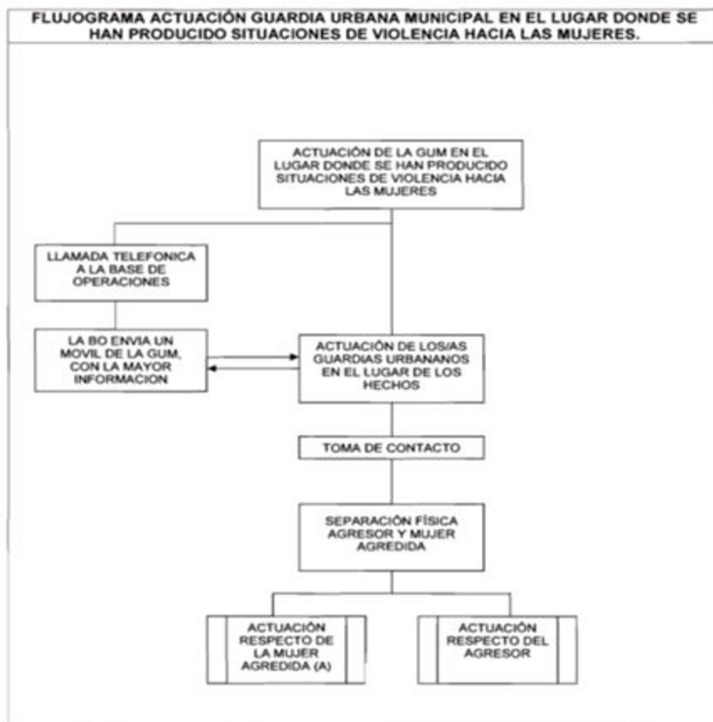 FLUJOGRAMA ACTUACIÓN GUARDIA URBANA MUNICIPAL EN EL LUGAR DONDE SE
HAN PRODUCIDO SITUACIONES DE VIOLENCIA HACIA LAS MUJERES.
ACTUACIÓN DE LA GUM EN EL
LUGAR DONDE SE HAN PRODUCIDO
SITUACIONES DE VIOLENCIA HACIA
LAS MUJERES
LLAMADA TELEFONICA
A LA BASE DE
OPERACIONES
LA BO ENVIA UN
MOVIL DE LA GUM,
CON LA MAYOR
INFORMACION
ACTUACIÓN DE LOS/AS
GUARDIAS URBANANOS
EN EL LUGAR DE LOS
HECHOS
TOMA DE CONTACTO
SEPARACIÓN FÍSICA
AGRESOR Y MUJER
AGREDIDA
ACTUACIÓN
RESPECTO DE
LA MUJER
AGREDIDA (A)
ACTUACIÓN
RESPECTO DEL
AGRESOR